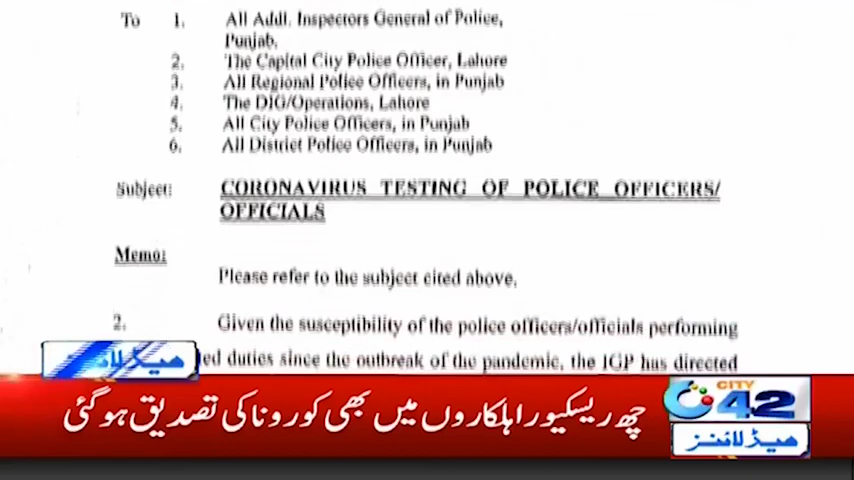 To 1. All Addl. Inspectors General of Police,
Punjab.
2. The Capital City Police Officer, Lahore
3. All Regional Police Officers, in Punjab
4. The DIG/Operations, Lahore
5. All City Police Officers, in Punjab
6. All District Police Officers, in Punjab
Subject: CORONAVIRUS TESTING OF POLICE OFFICERS/
OFFICIALS
Memo:
Please refer to the subject cited above.
2. Given the susceptibility of the police officers/officials performing
ed duties since the outbreak of the pandemic, the IGP has directed
ہیڈلائنز
چھ ریسکیور اہلکاروں میں بھی کورونا کی تصدیق ہوگئی
CITY
42
ہیڈلائنز